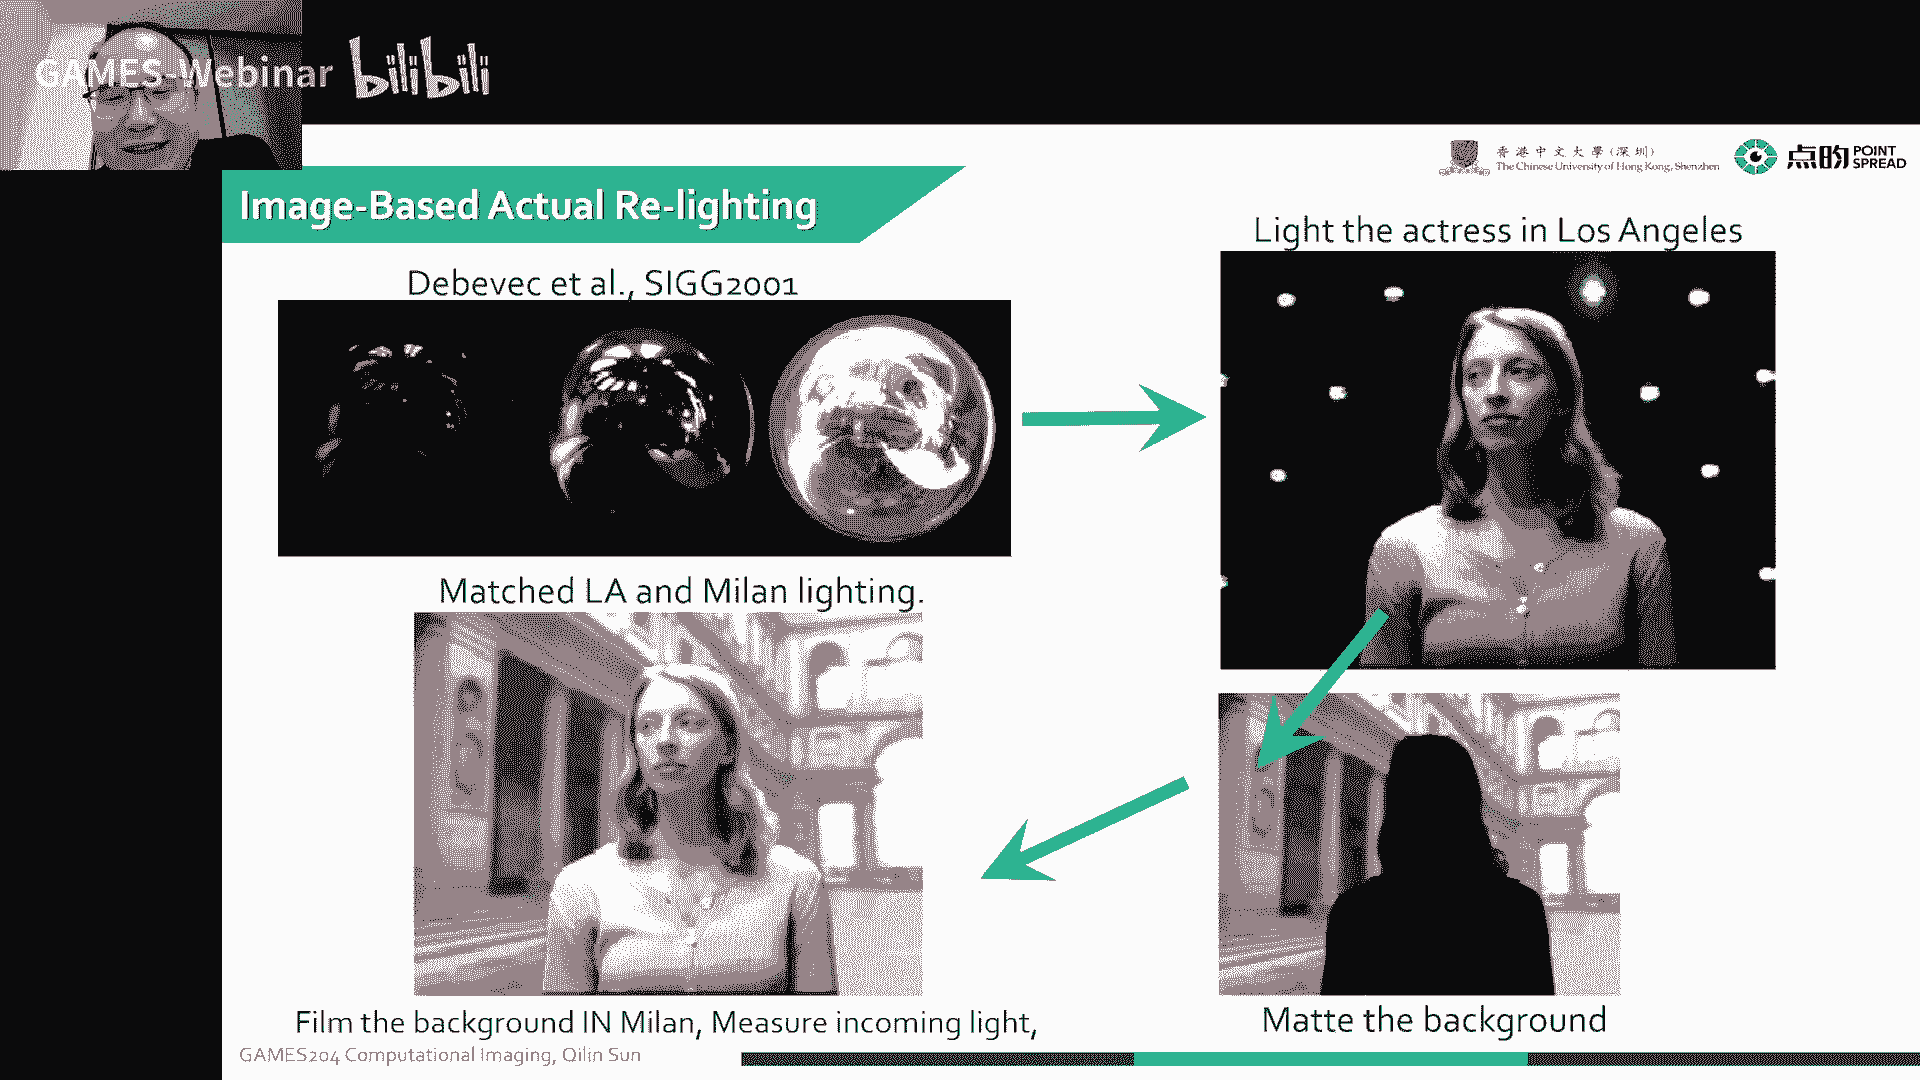 GAMES-Webinar bilibili
香港中文大學(深圳)
The Chinese University of Hong Kong, Shenzhen
点昀 POINT SPREAD
Image-Based Actual Re-lighting
Light the actress in Los Angeles
Debevec et al., SIGG2001
Matched LA and Milan lighting.
Film the background IN Milan, Measure incoming light,
Matte the background
GAMES204 Computational Imaging, Qilin Sun